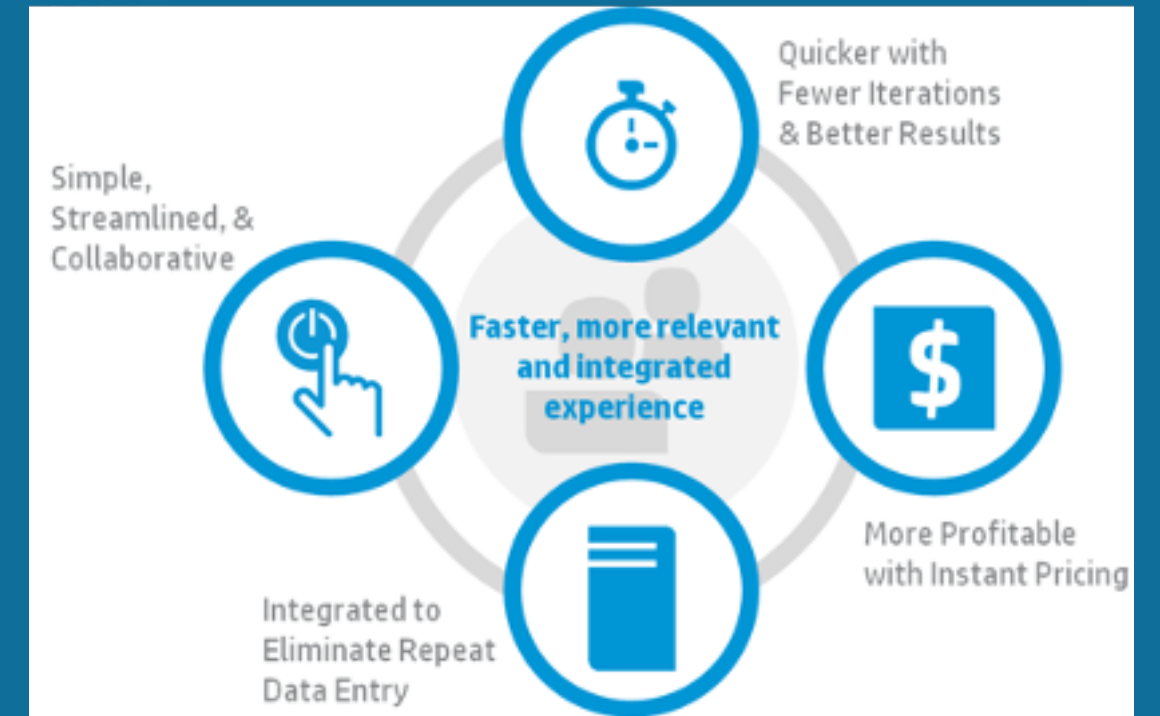 Quicker with
Fewer Iterations
& Better Results
Simple,
Streamlined, &
Collaborative
Faster, more relevant
and integrated
experience
$
More Profitable
with Instant Pricing
Integrated to
Eliminate Repeat
Data Entry